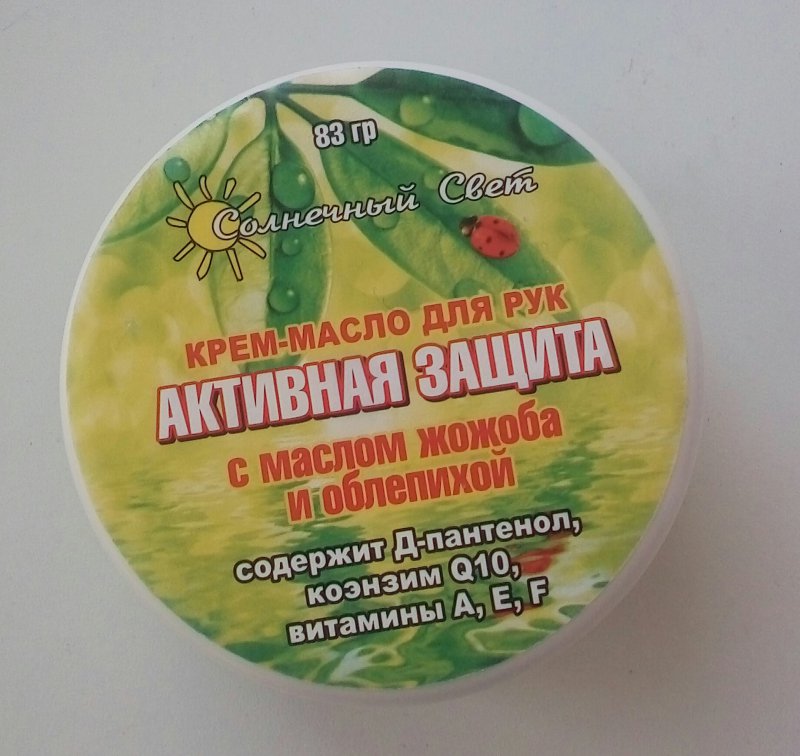 83 гр
Солнечный Свет
КРЕМ-МАСЛО ДЛЯ РУК
АКТИВНАЯ ЗАЩИТА
с маслом жожоба
и облепихой
содержит Д-пантенол,
коэнзим Q10,
витамины А, Е, F